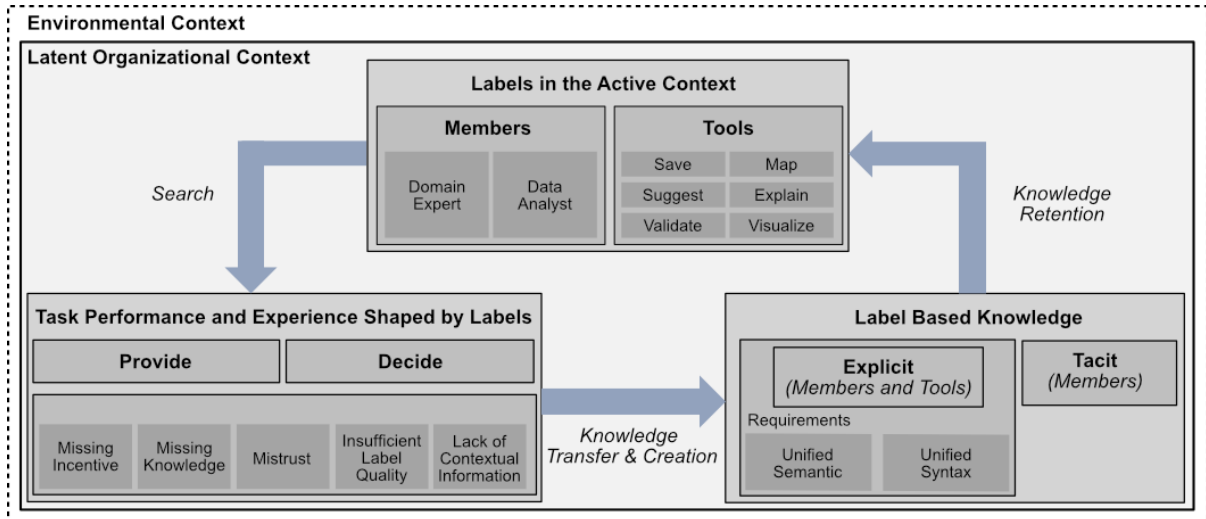 Environmental Context
Latent Organizational Context
Labels in the Active Context
Members
Tools
Domain
Expert
Data
Analyst
Save
Map
Suggest
Explain
Validate
Visualize
Search
Knowledge
Retention
Task Performance and Experience Shaped by Labels
Provide
Decide
Missing
Incentive
Missing
Knowledge
Mistrust
Insufficient
Label
Quality
Lack of
Contextual
Information
Knowledge
Transfer & Creation
Label Based Knowledge
Explicit
(Members and Tools)
Tacit
(Members)
Requirements
Unified
Semantic
Unified
Syntax